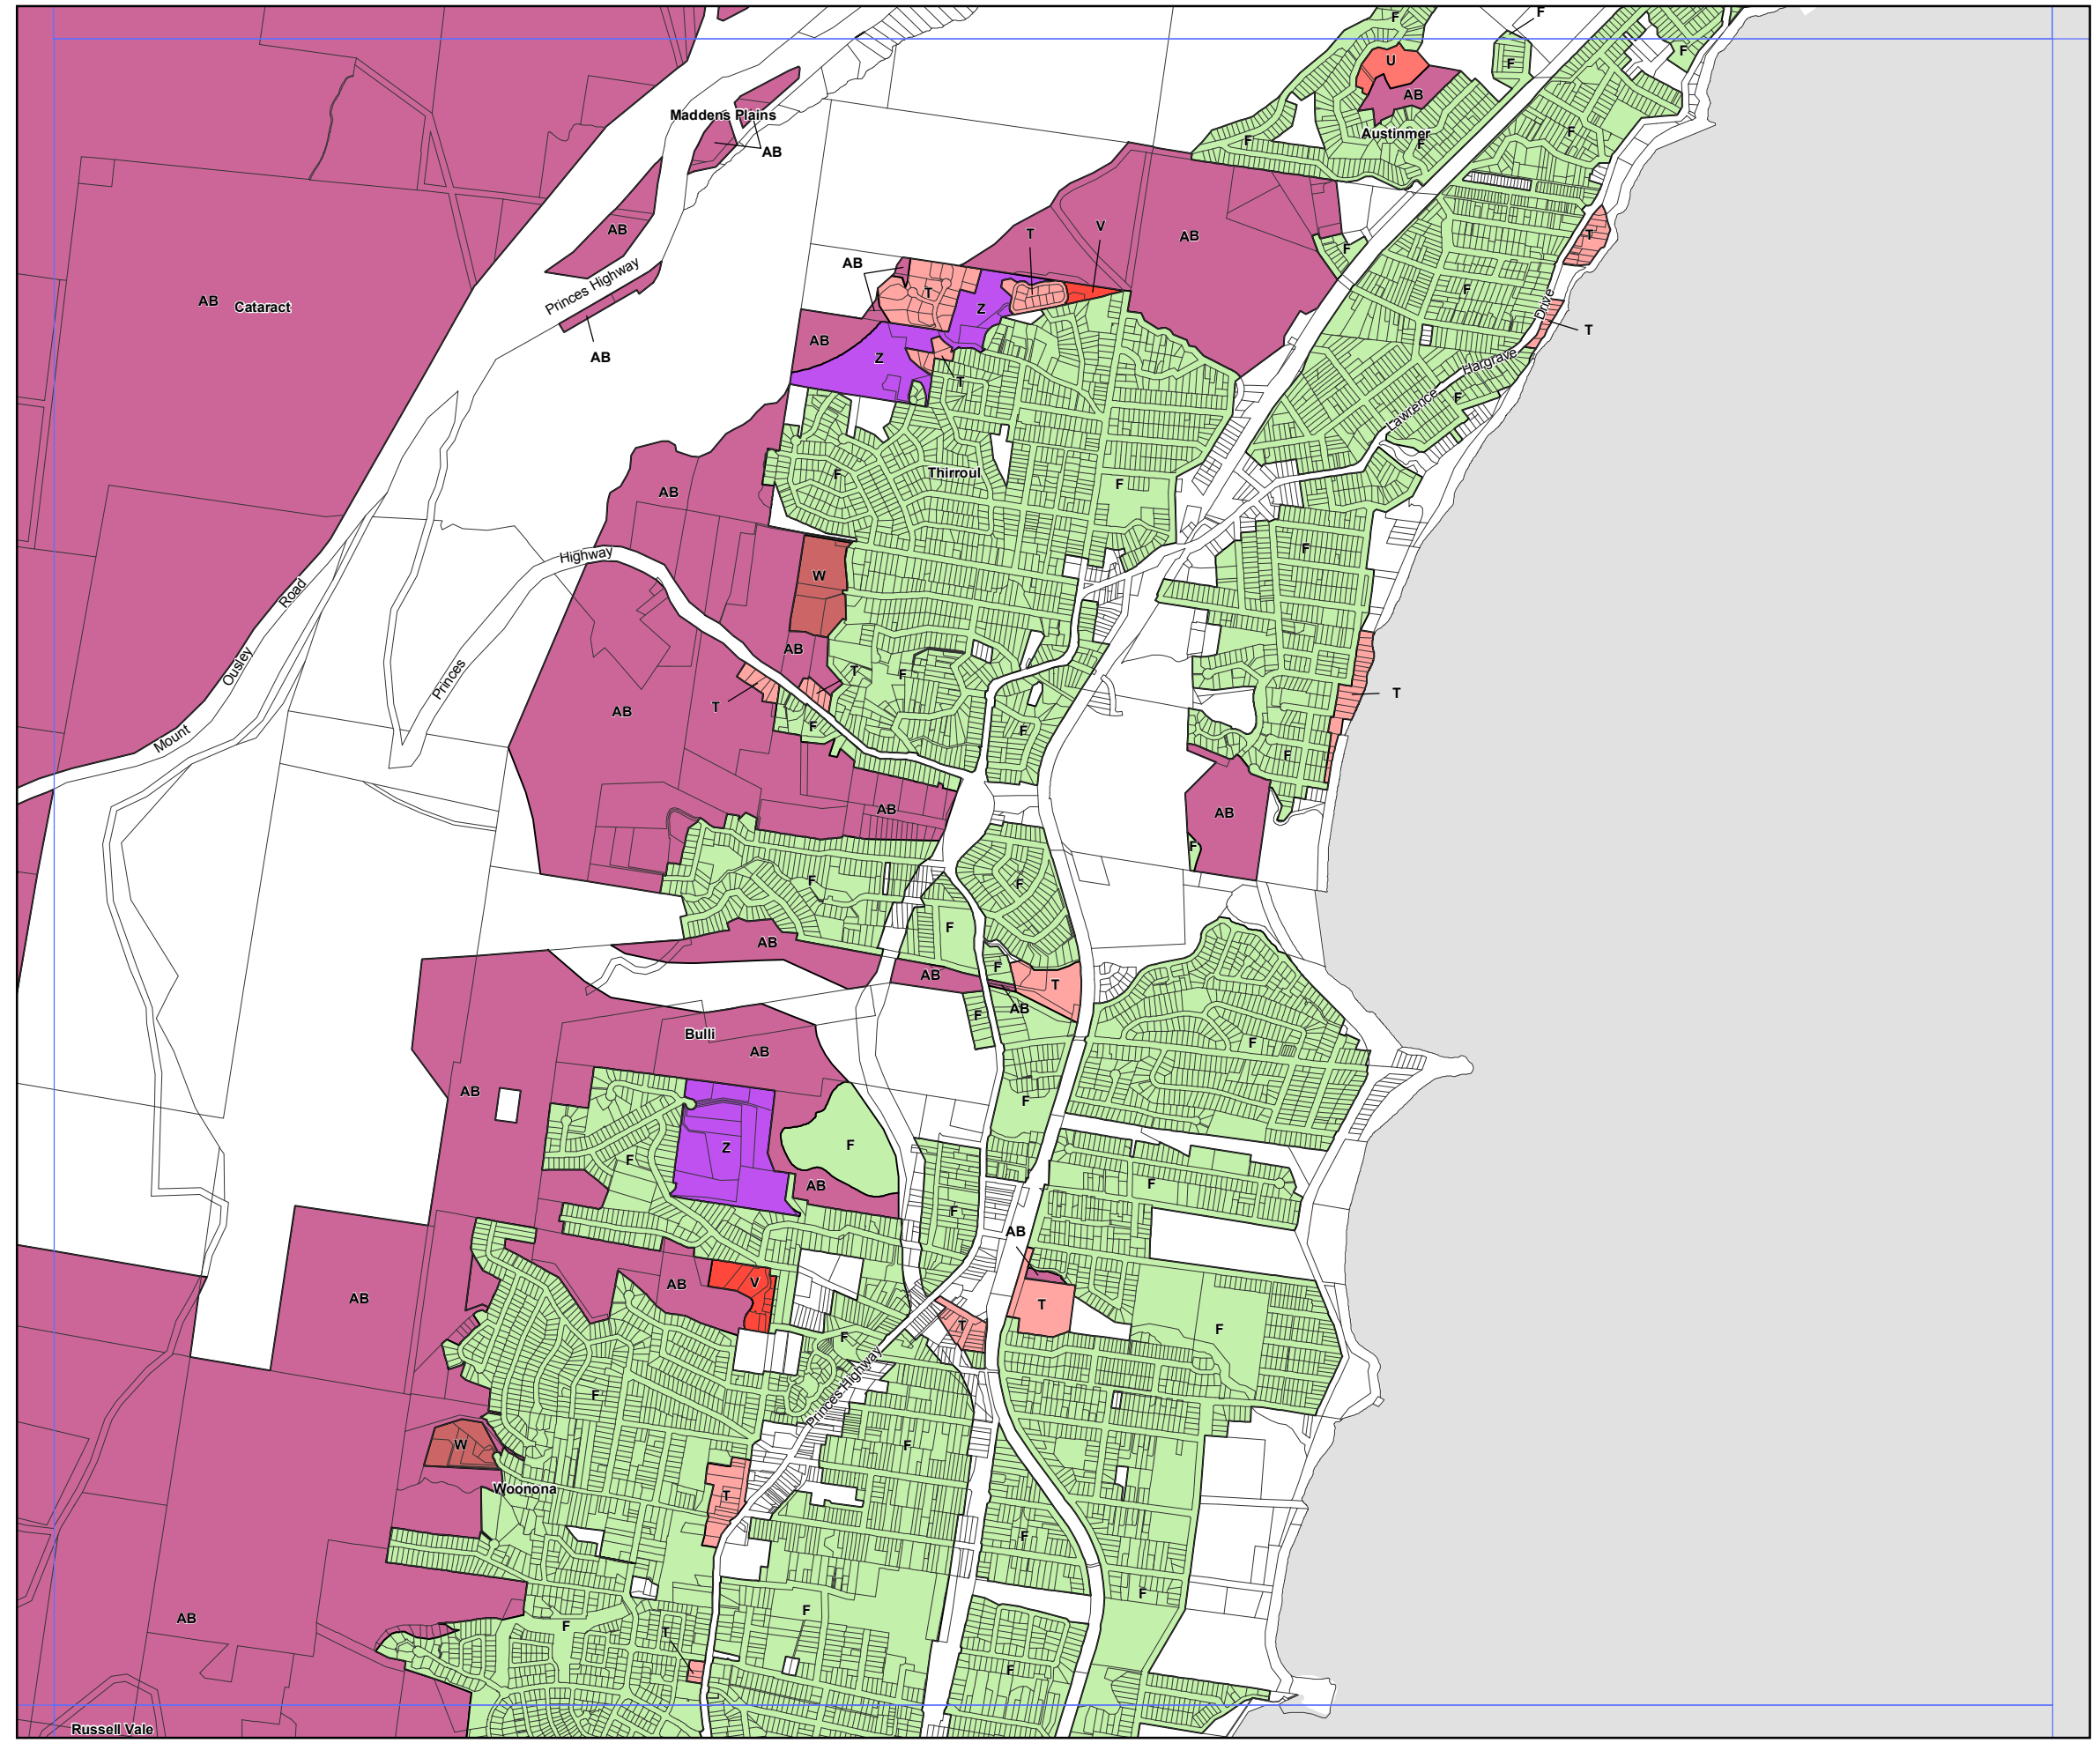 F
F
F
F
U
AB
Maddens Plains
F
Austinmer
F
F
AB
AB
T
V
AB
T
AB
F
AB
T
F
Cataract
AB
Z
Princes Highway
Drive
T
AB
Z
AB
Hargrave
T
Lawrence
F
Thirroul
F
F
AB
F
Highway
W
Road
AB
Ousley
T
F
Princes
T
T
AB
F
F
Mount
F
AB
AB
F
F
F
F
AB
F
AB
F
T
AB
F
Bulli
F
AB
AB
F
F
Z
F
F
AB
F
AB
AB
V
AB
T
T
F
F
Princes Highway
F
W
F
Woonona
T
F
F
F
AB
F
T
F
Russell Vale